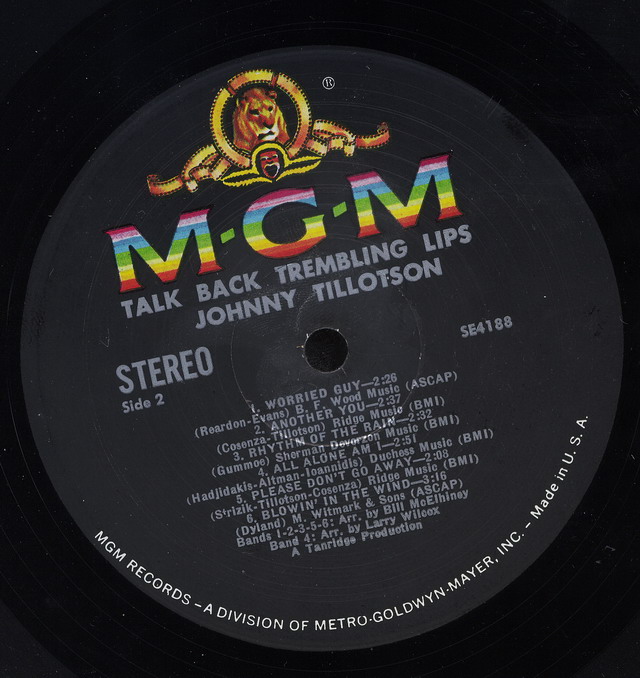 ®
M·G·M
TALK BACK TREMBLING LIPS
JOHNNY TILLOTSON
STEREO
SE4188
Side 2
1. WORRIED GUY—2:26
(Reardon-Evans) B. F. Wood Music (ASCAP)
2. ANOTHER YOU—2:37
(Cosenza-Tillotson) Ridge Music (BMI)
3. RHYTHM OF THE RAIN—2:32
(Gummoe) Sherman Devorzon Music (BMI)
4. ALL ALONE AM I—2:51
(Hadjidakis-Altman-Ioannidis) Duchess Music (BMI)
5. PLEASE DON'T GO AWAY—2:08
(Strizik-Tillotson-Cosenza) Ridge Music (BMI)
6. BLOWIN' IN THE WIND—3:16
(Dyland) M. Witmark & Sons (ASCAP)
Bands 1-2-3-5-6: Arr. by Bill McElhiney
Band 4: Arr. by Larry Wilcox
A Tanridge Production
MGM RECORDS – A DIVISION OF METRO-GOLDWYN-MAYER, INC. – Made in U. S. A.